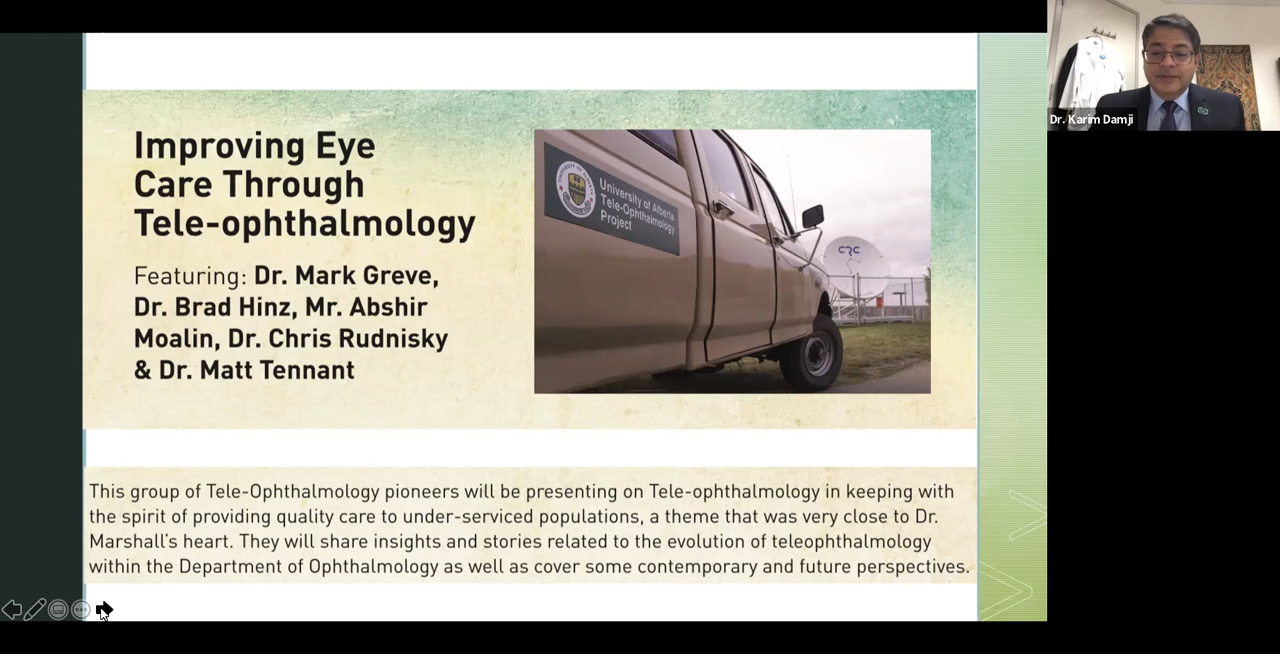 Improving Eye
Care Through
Tele-ophthalmology
Featuring: Dr. Mark Greve,
Dr. Brad Hinz, Mr. Abshir
Moalin, Dr. Chris Rudnisky
& Dr. Matt Tennant
University of Alberta
Tele-Ophthalmology
Project
CRC
Dr. Karim Damji
This group of Tele-Ophthalmology pioneers will be presenting on Tele-ophthalmology in keeping with
the spirit of providing quality care to under-serviced populations, a theme that was very close to Dr.
Marshall's heart. They will share insights and stories related to the evolution of teleophthalmology
within the Department of Ophthalmology as well as cover some contemporary and future perspectives.